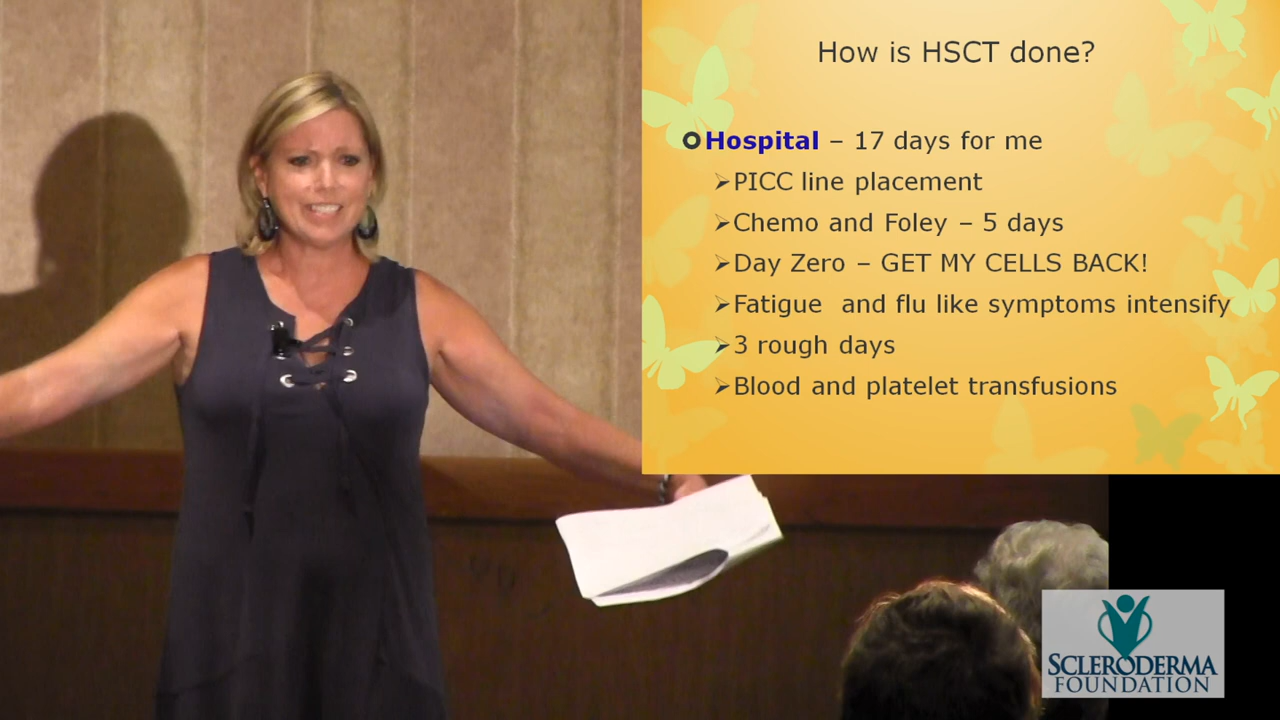 How is HSCT done?
Hospital – 17 days for me
PICC line placement
Chemo and Foley – 5 days
Day Zero – GET MY CELLS BACK!
Fatigue and flu like symptoms intensify
3 rough days
Blood and platelet transfusions
SCLERODERMA
FOUNDATION